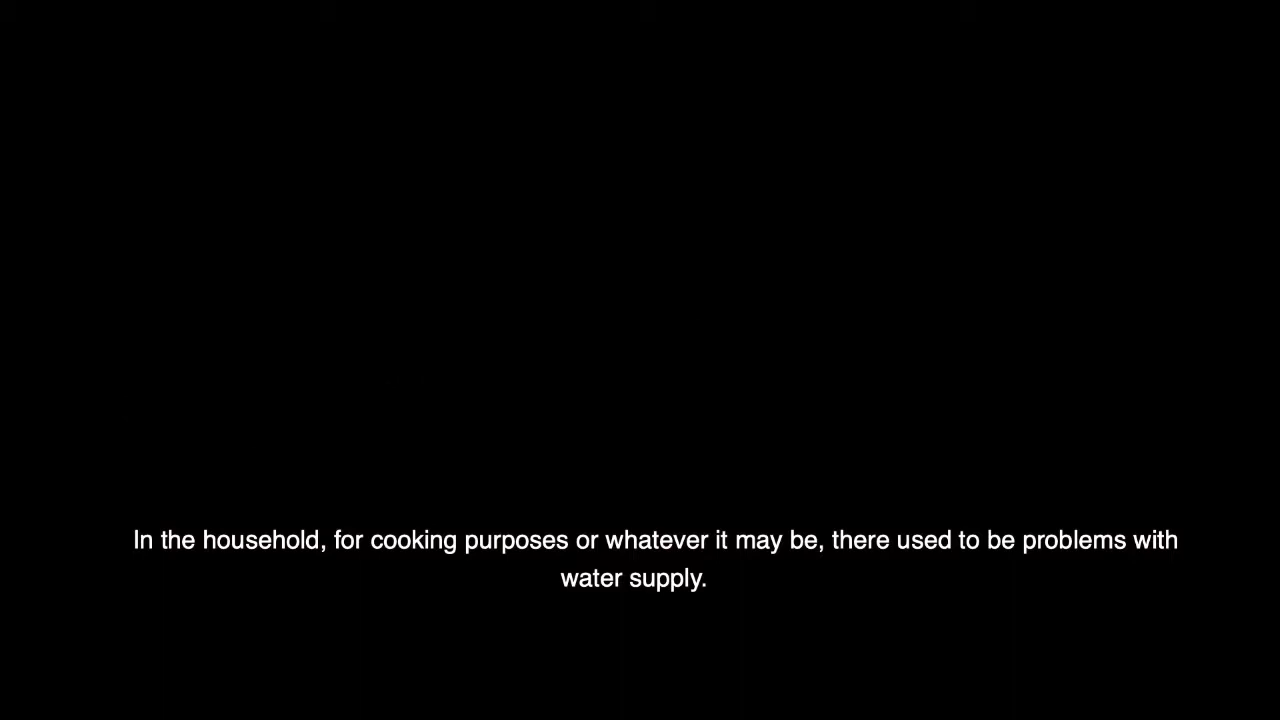 In the household, for cooking purposes or whatever it may be, there used to be problems with
water supply.